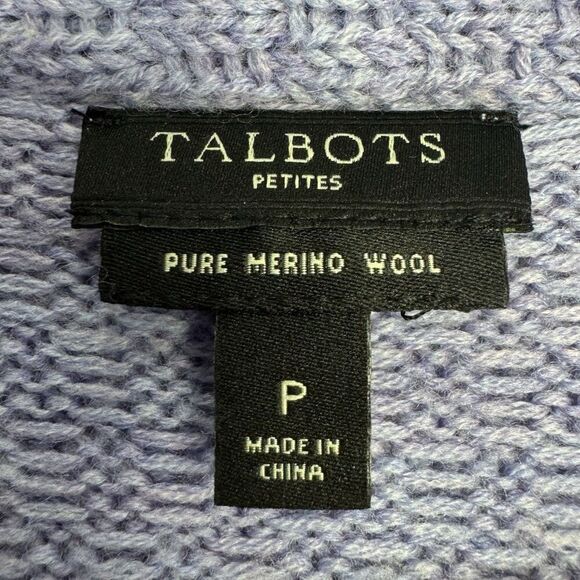 TALBOTS
PETITES
PURE MERINO WOOL
P
MADE IN
CHINA